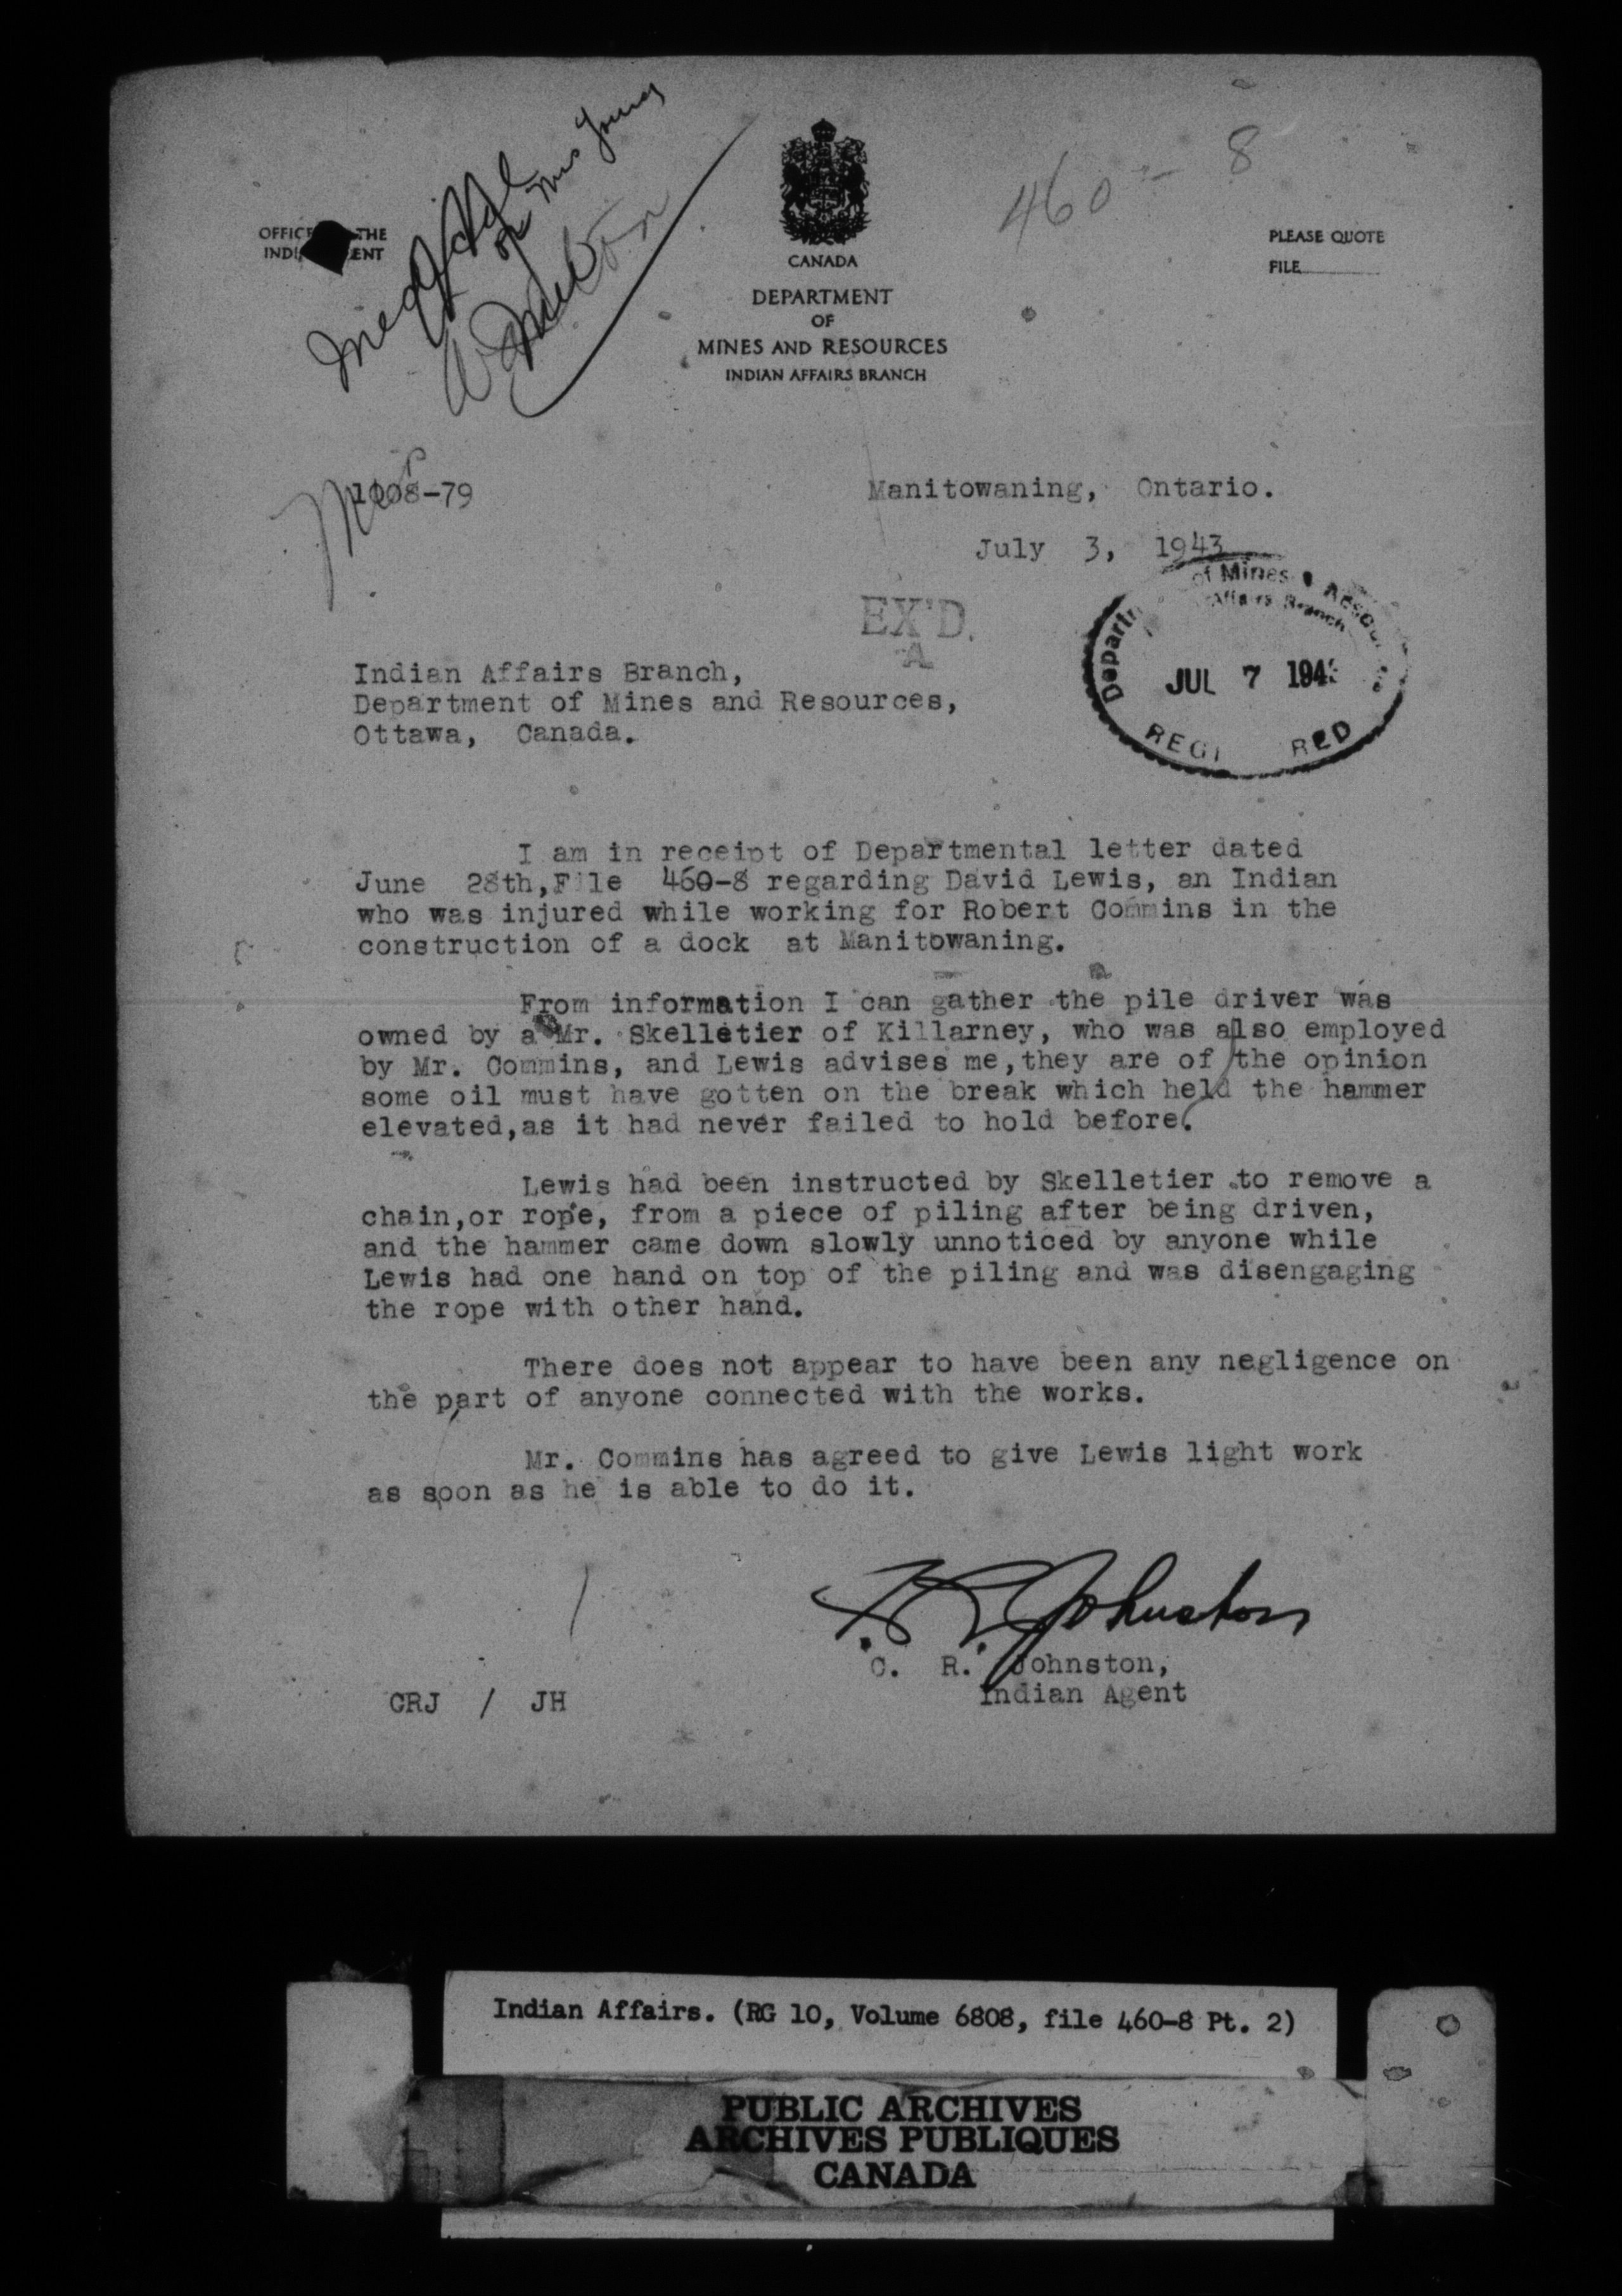 460-8
OFFICE THE
INDI ENT
PLEASE QUOTE
FILE
CANADA
DEPARTMENT
OF
MINES AND RESOURCES
INDIAN AFFAIRS BRANCH
-79
Manitowaning, Ontario.
July 3, 1943
EX'D.
A
of Mines & Resou
Affairs Branch
JUL 7 194
REGI RED
Indian Affairs Branch,
Department of Mines and Resources,
Ottawa, Canada.
I am in receipt of Departmental letter dated
June 28th,File 460-8 regarding David Lewis, an Indian
who was injured while working for Robert Commins in the
construction of a dock at Manitowaning.
From information I can gather the pile driver was
owned by a Mr. Skelletier of Killarney, who was also employed
by Mr. Commins, and Lewis advises me,they are of the opinion
some oil must have gotten on the break which held the hammer
elevated,as it had never failed to hold before.
Lewis had been instructed by Skelletier to remove a
chain,or rope, from a piece of piling after being driven,
and the hammer came down slowly unnoticed by anyone while
Lewis had one hand on top of the piling and was disengaging
the rope with other hand.
There does not appear to have been any negligence on
the part of anyone connected with the works.
Mr. Commins has agreed to give Lewis light work
as soon as he is able to do it.
Johnston
C. R. Johnston,
Indian Agent
CRJ / JH
Indian Affairs. (RG 10, Volume 6808, file 460-8 Pt. 2)
PUBLIC ARCHIVES
ARCHIVES PUBLIQUES
CANADA